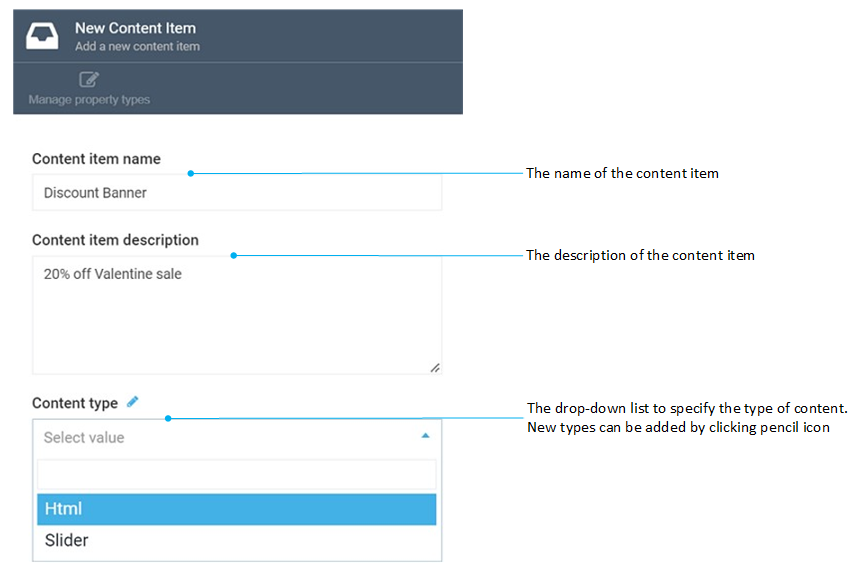 New Content Item
Add a new content item
Manage property types
Content item name
The name of the content item
Discount Banner
Content item description
The description of the content item
20% off Valentine sale
Content type
The drop-down list to specify the type of content.
New types can be added by clicking pencil icon
Select value
Html
Slider